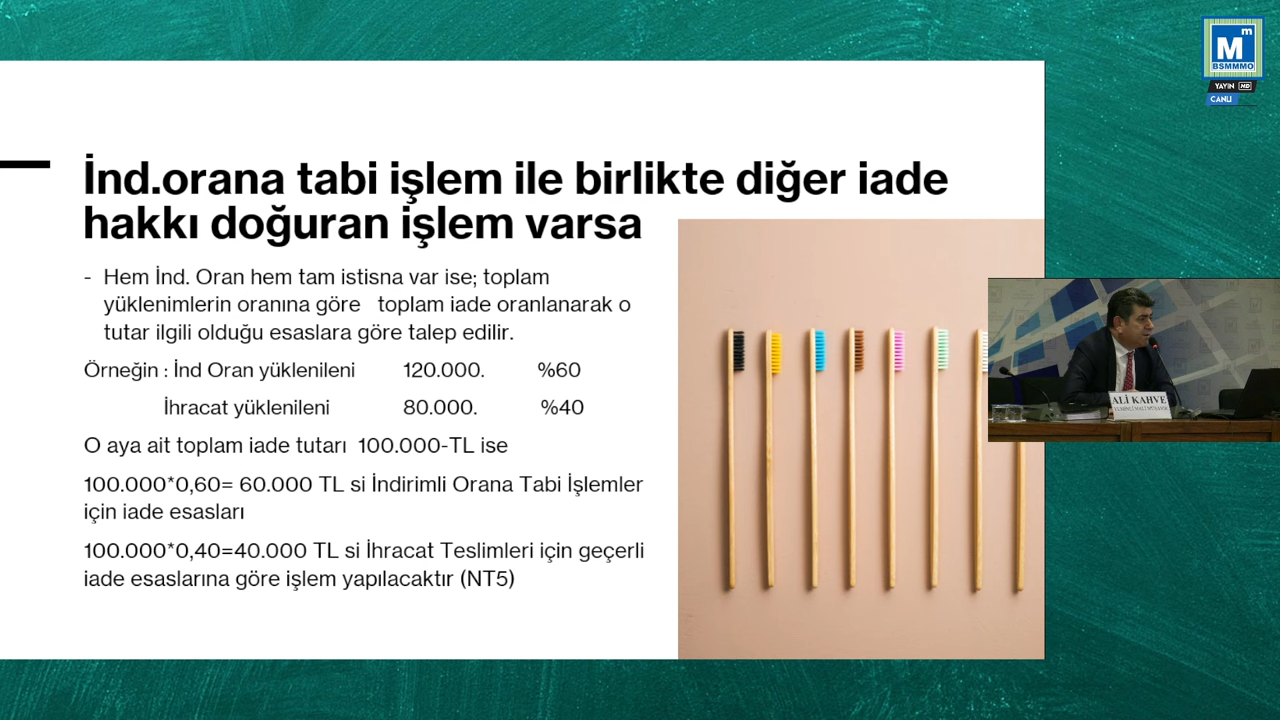 M m
BSMMMO
YAYIN HD
CANLI
İnd.orana tabi işlem ile birlikte diğer iade
hakkı doğuran işlem varsa
- Hem İnd. Oran hem tam istisna var ise; toplam
yüklenimlerin oranına göre toplam iade oranlanarak o
tutar ilgili olduğu esaslara göre talep edilir.
Örneğin : İnd Oran yüklenileni 120.000. %60
İhracat yüklenileni 80.000. %40
O aya ait toplam iade tutarı 100.000-TL ise
100.000*0,60= 60.000 TL si İndirimli Orana Tabi İşlemler
için iade esasları
100.000*0,40=40.000 TL si İhracat Teslimleri için geçerli
iade esaslarına göre işlem yapılacaktır (NT5)
ALİ KAHVE